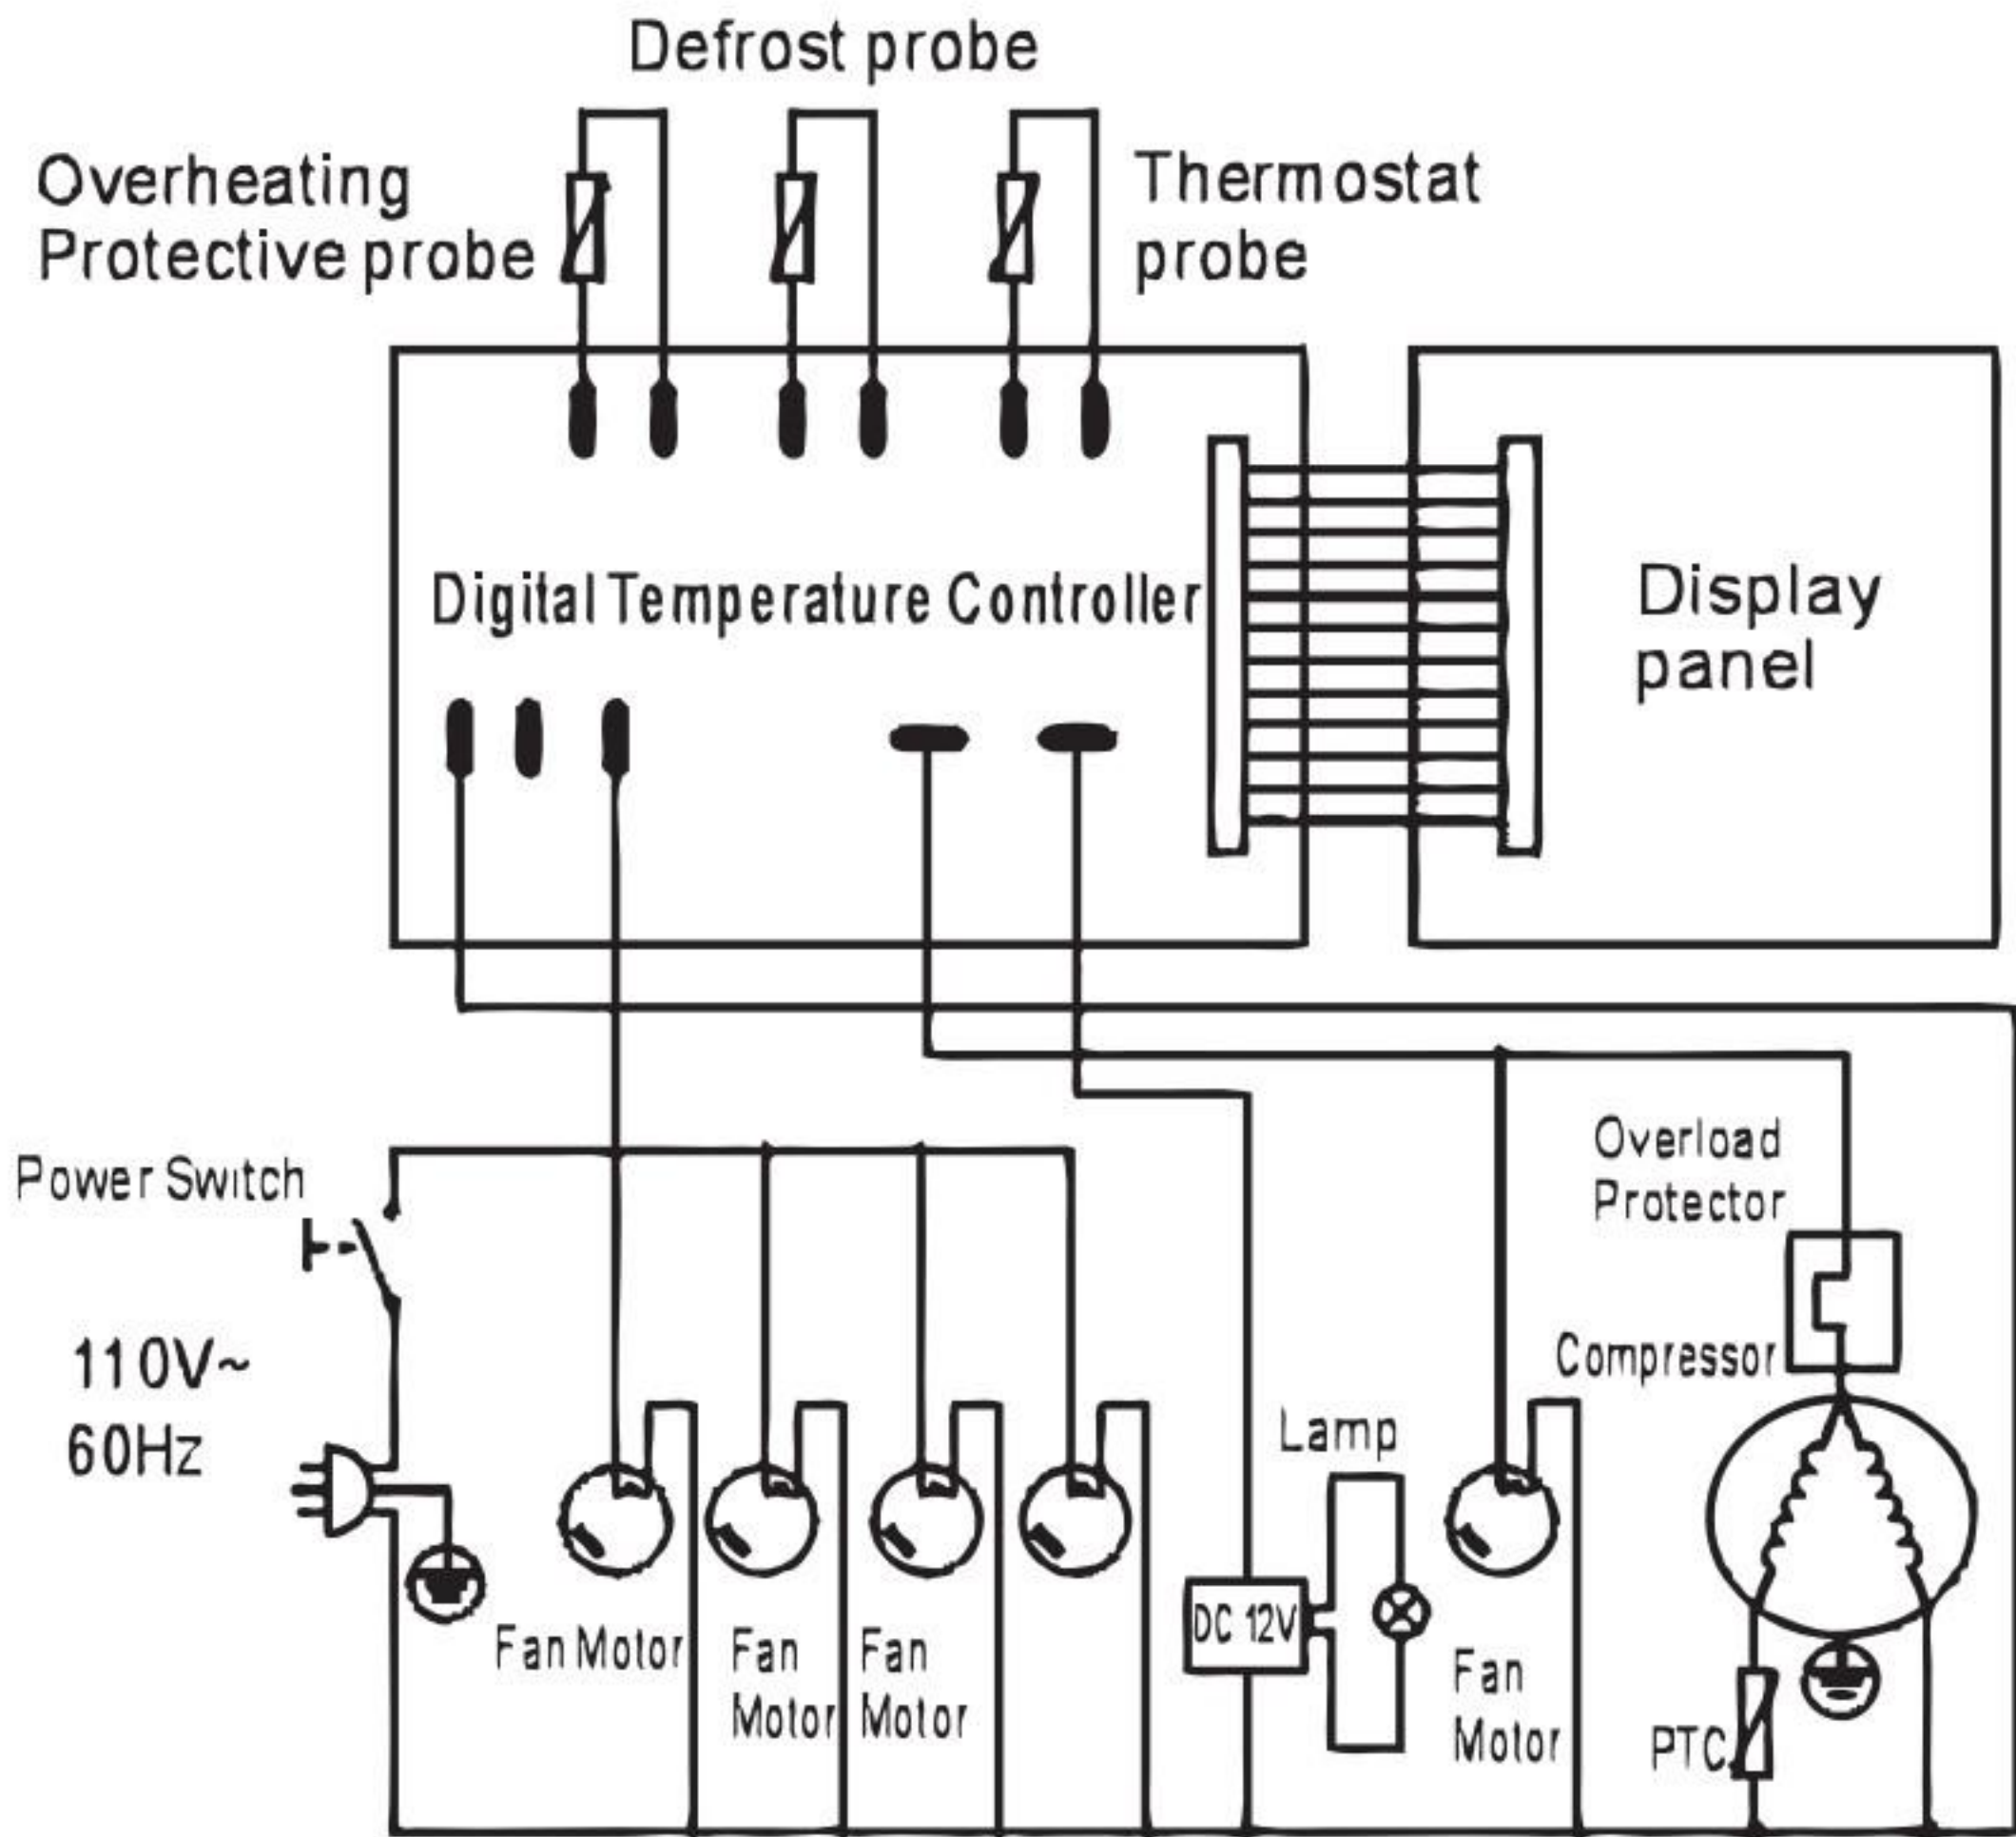 Defrost probe
Overheating
Protective probe
Thermostat
probe
Digital Temperature Controller
Display
panel
Power Switch
110V~
60Hz
Overload
Protector
Compressor
Lamp
DC 12V
Fan Motor
Fan
Motor
Fan
Motor
Fan
Motor
PTC